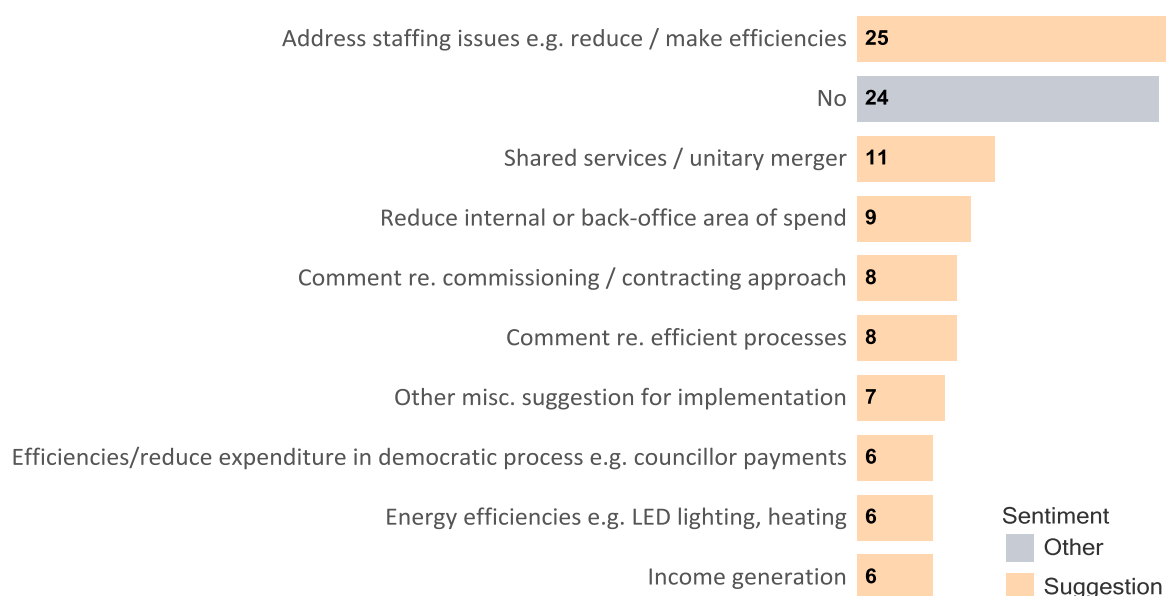 Address staffing issues e.g. reduce / make efficiencies 25
No 24
Shared services / unitary merger 11
Reduce internal or back-office area of spend 9
Comment re. commissioning / contracting approach 8
Comment re. efficient processes 8
Other misc. suggestion for implementation 7
Efficiencies/reduce expenditure in democratic process e.g. councillor payments 6
Energy efficiencies e.g. LED lighting, heating 6
Income generation 6
Sentiment
Other
Suggestion